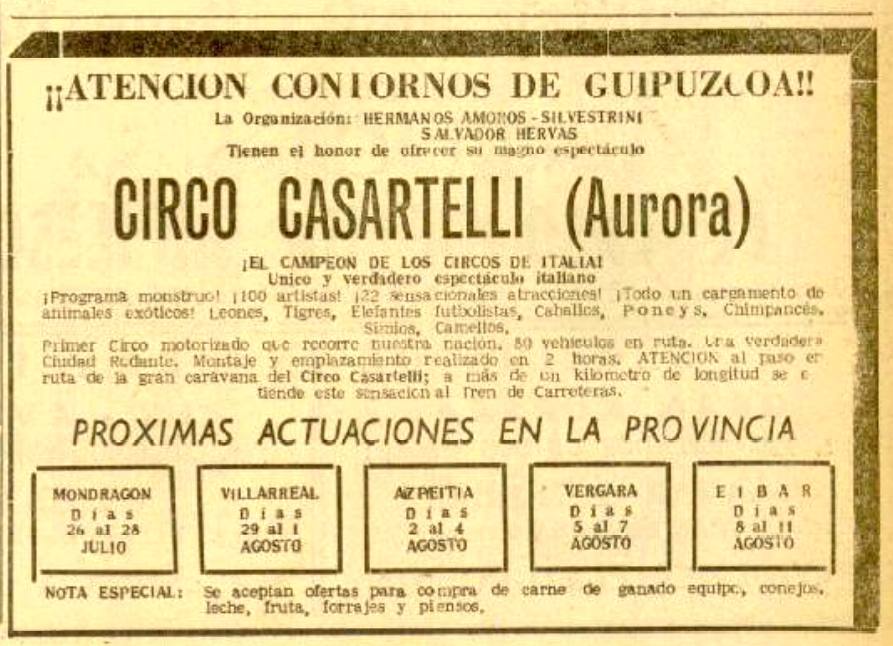 ¡¡ATENCION CONTORNOS DE GUIPUZCOA!!
La Organización: HERMANOS AMOROS - SILVESTRINI
SALVADOR HERVAS
Tienen el honor de ofrecer su magno espectáculo
CIRCO CASARTELLI (Aurora)
¡EL CAMPEON DE LOS CIRCOS DE ITALIA!
Unico y verdadero espectáculo italiano
¡Programa monstruo! ¡100 artistas! ¡22 sensacionales atracciones! ¡Todo un cargamento de
animales exóticos! Leones, Tigres, Elefantes futbolistas, Caballos, Poneys, Chimpancés,
Simios, Camellos.
Primer Circo motorizado que recorre nuestra nación. 80 vehículos en ruta. Una verdadera
Ciudad Rodante. Montaje y emplazamiento realizado en 2 horas. ATENCION al paso en
ruta de la gran caravana del Circo Casartelli; a más de un kilometro de longitud se e
tiende este sensacional Tren de Carreteras.
PROXIMAS ACTUACIONES EN LA PROVINCIA
MONDRAGON
Días
26 al 28
JULIO
VILLARREAL
Días
29 al 1
AGOSTO
AZPEITIA
Días
2 al 4
AGOSTO
VERGARA
Días
5 al 7
AGOSTO
EIBAR
Días
8 al 11
AGOSTO
NOTA ESPECIAL: Se aceptan ofertas para compra de carne de ganado equipo, conejos,
leche, fruta, forrajes y piensos.